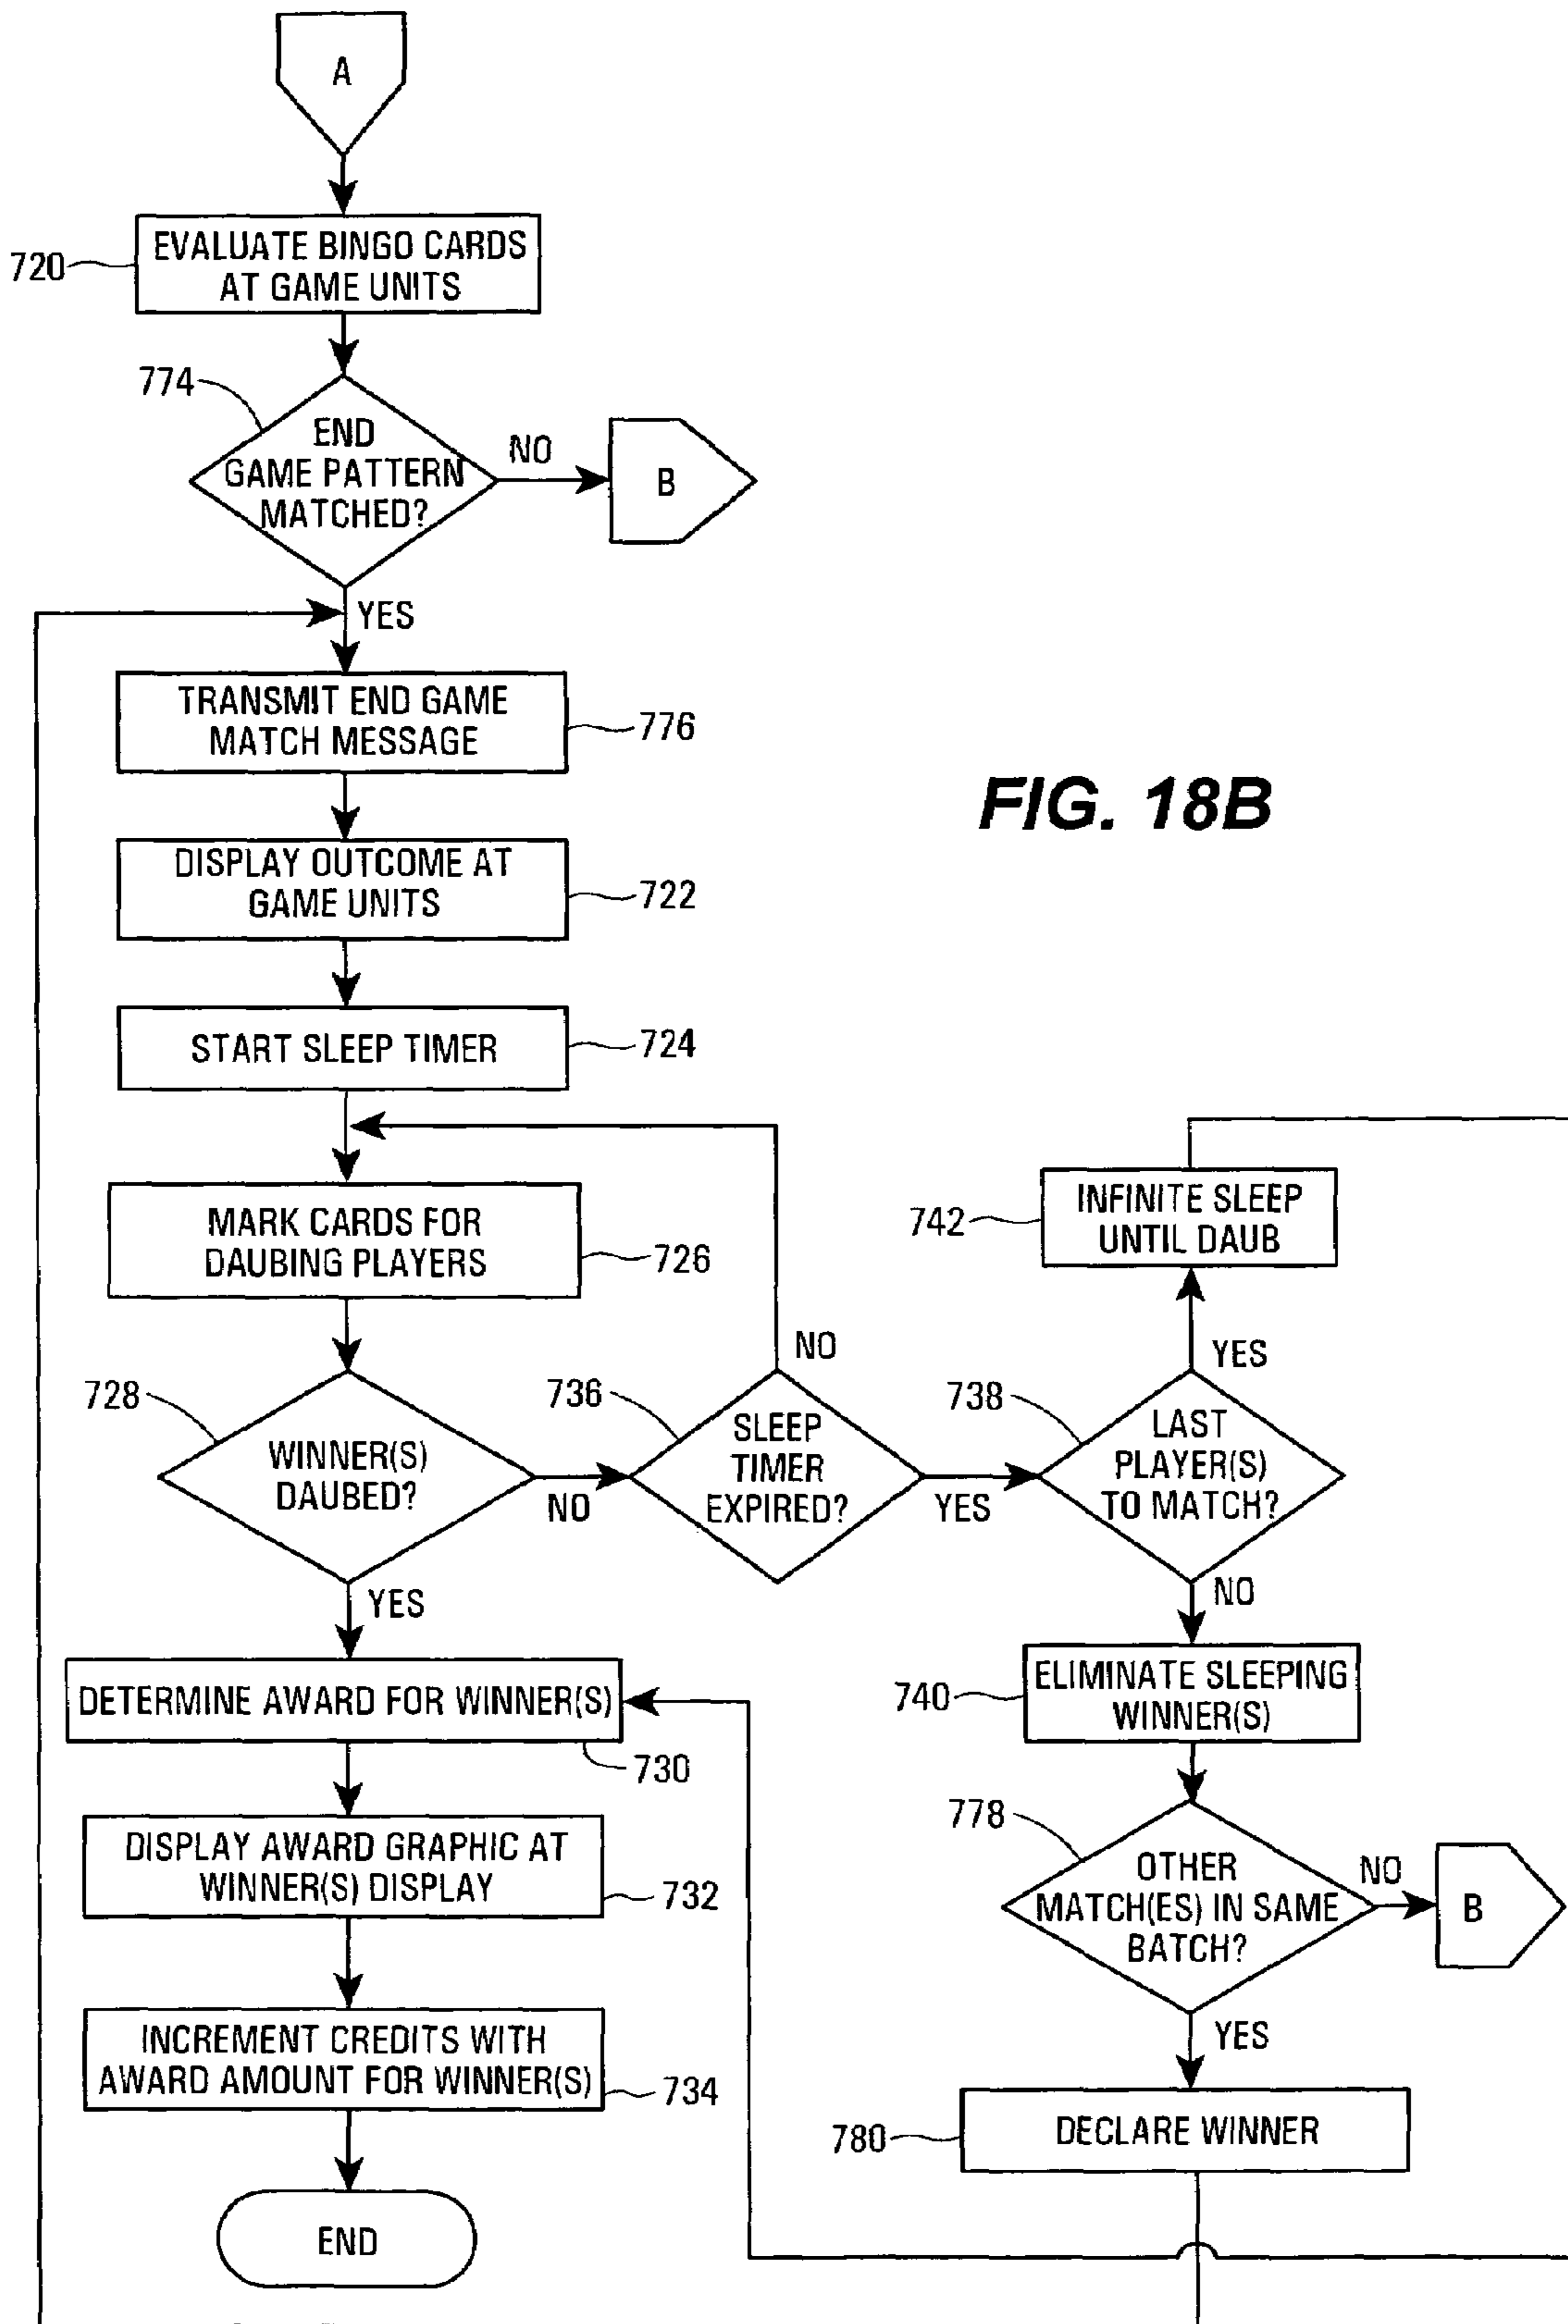 A
EVALUATE BINGO CARDS
AT GAME UNITS
720
774
END
GAME PATTERN
MATCHED?
NO
B
YES
TRANSMIT END GAME
MATCH MESSAGE
776
FIG. 18B
DISPLAY OUTCOME AT
GAME UNITS
722
START SLEEP TIMER
724
MARK CARDS FOR
DAUBING PLAYERS
726
742
INFINITE SLEEP
UNTIL DAUB
NO
YES
728
WINNER(S)
DAUBED?
NO
736
SLEEP
TIMER
EXPIRED?
YES
738
LAST
PLAYER(S)
TO MATCH?
YES
NO
DETERMINE AWARD FOR WINNER(S)
730
740
ELIMINATE SLEEPING
WINNER(S)
DISPLAY AWARD GRAPHIC AT
WINNER(S) DISPLAY
732
778
OTHER
MATCH(ES) IN SAME
BATCH?
NO
B
YES
INCREMENT CREDITS WITH
AWARD AMOUNT FOR WINNER(S)
734
780
DECLARE WINNER
END